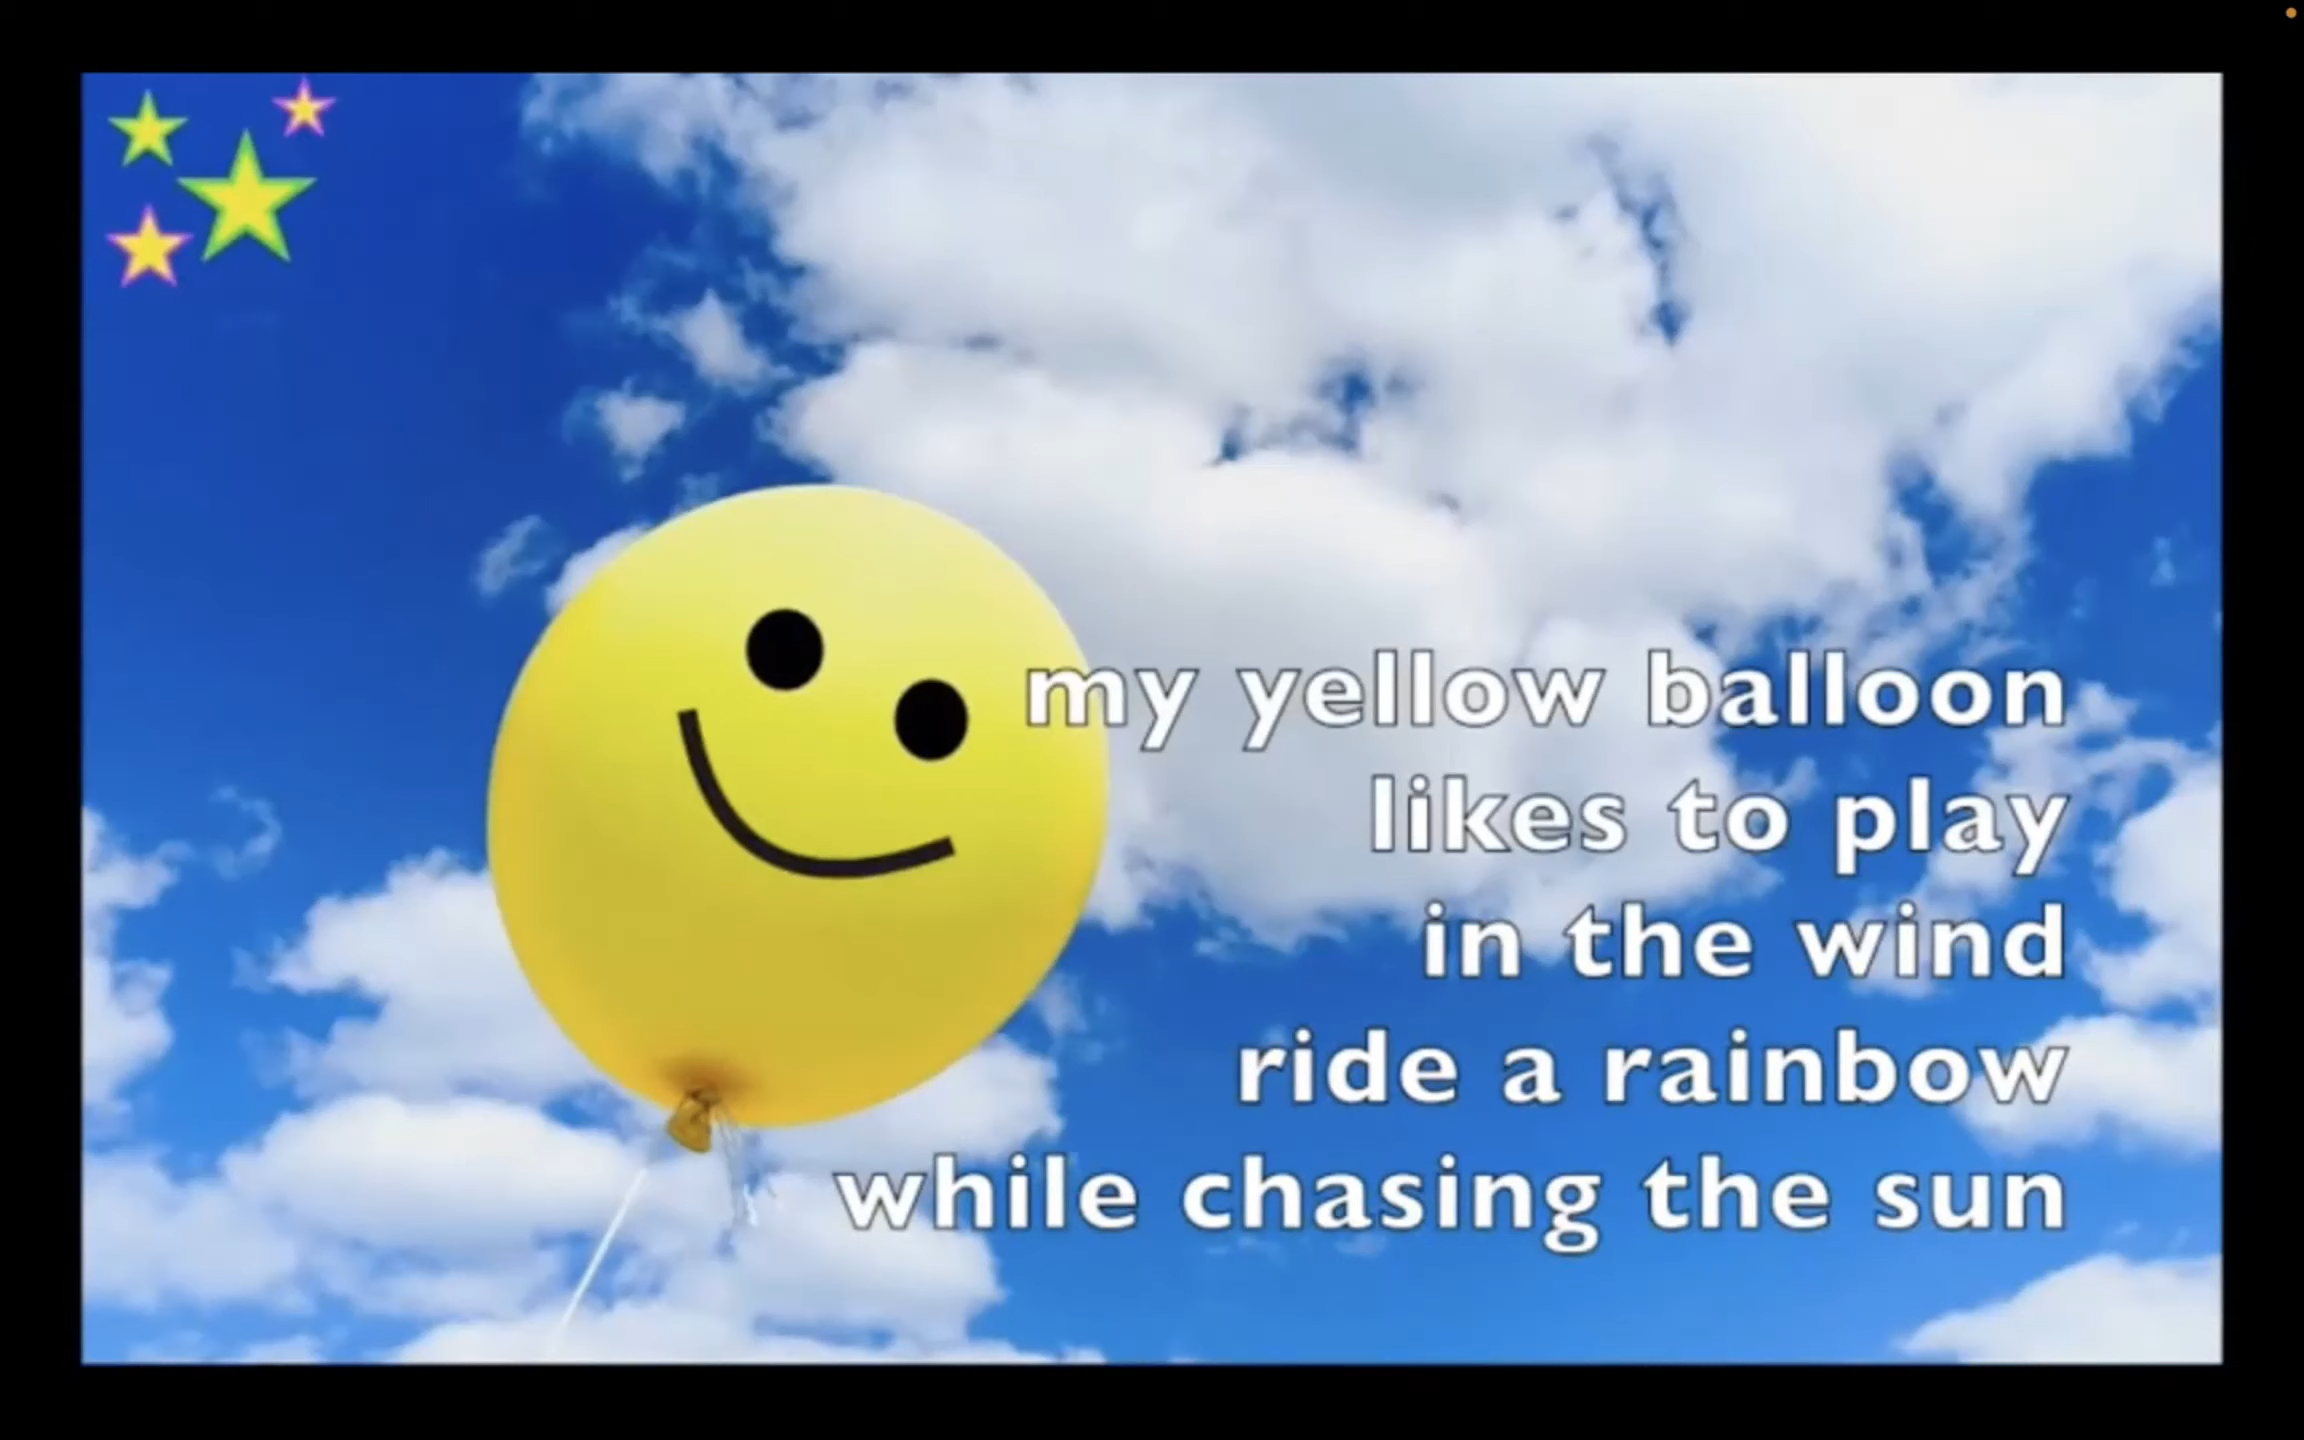 my yellow balloon
likes to play
in the wind
ride a rainbow
while chasing the sun